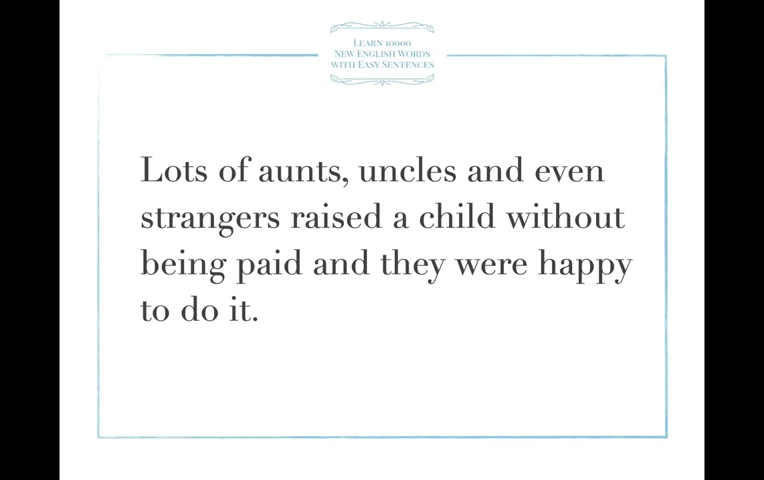 Learn 10000
New English Words
with Easy Sentences
Lots of aunts, uncles and even
strangers raised a child without
being paid and they were happy
to do it.